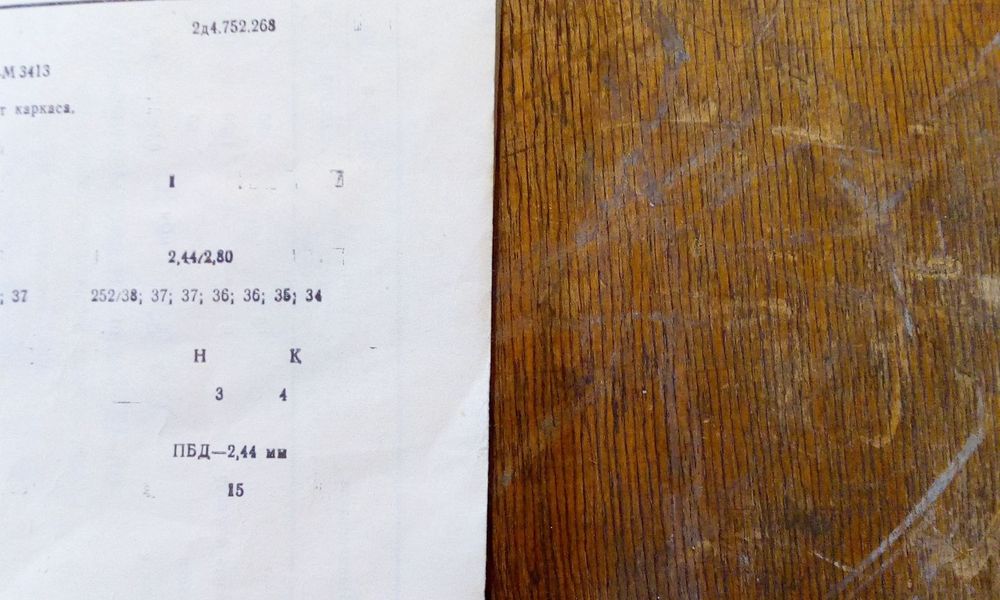 2д4.752.268
-М 3413
т каркаса.
1
2,44/2,80
; 37 252/38; 37; 37; 36; 36; 35; 34
Н К
3 4
ПБД—2,44 мм
15